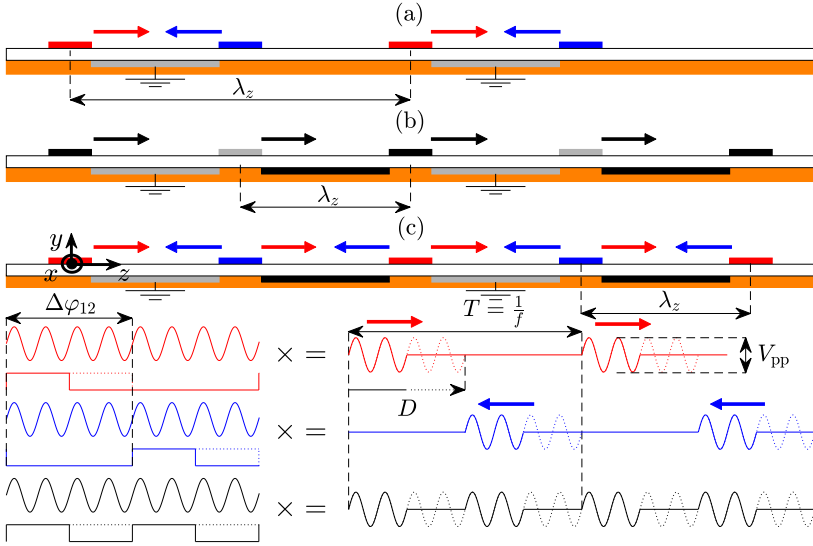 (a)
λz
(b)
λz
(c)
y
x
z
Δφ12
T = 1/f
λz
× =
Vpp
D
× =
× =